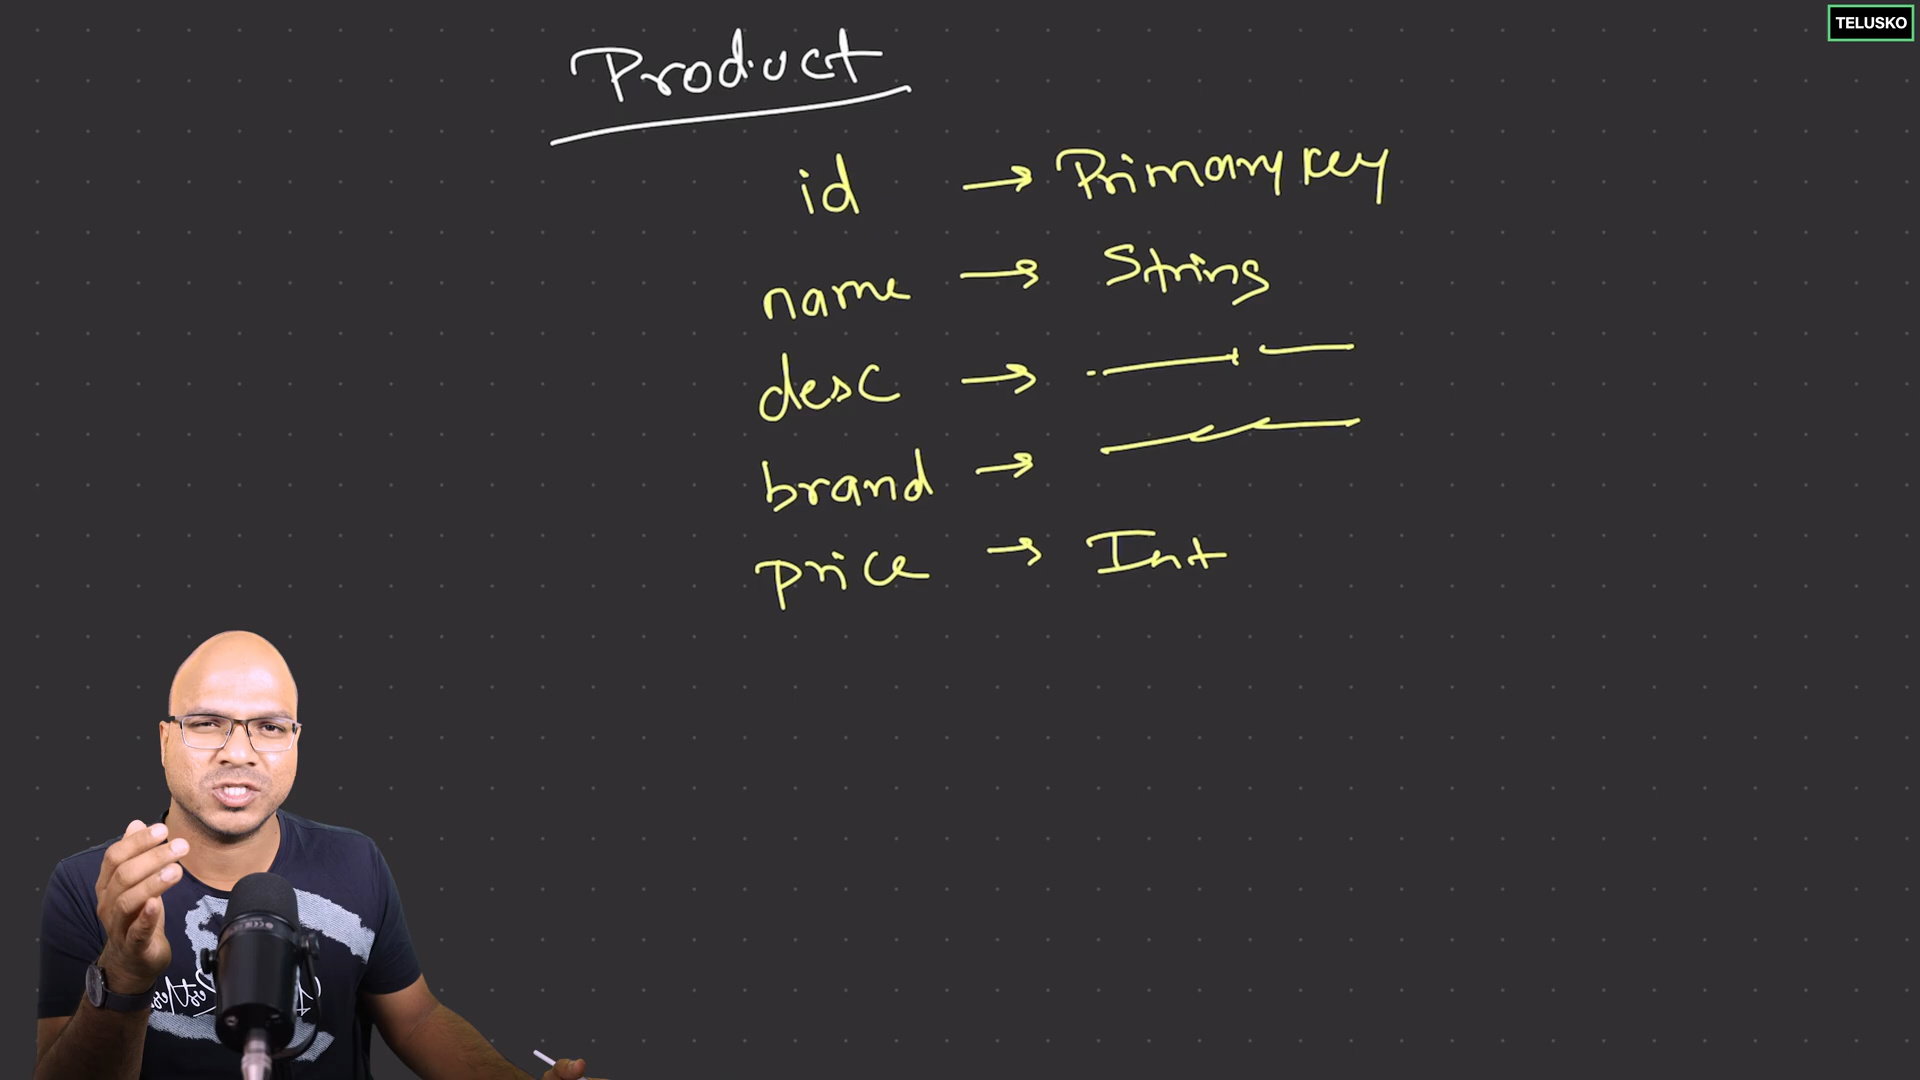 TELUSKO
Product
id → Primary Key
name → String
desc →
brand →
price → Int